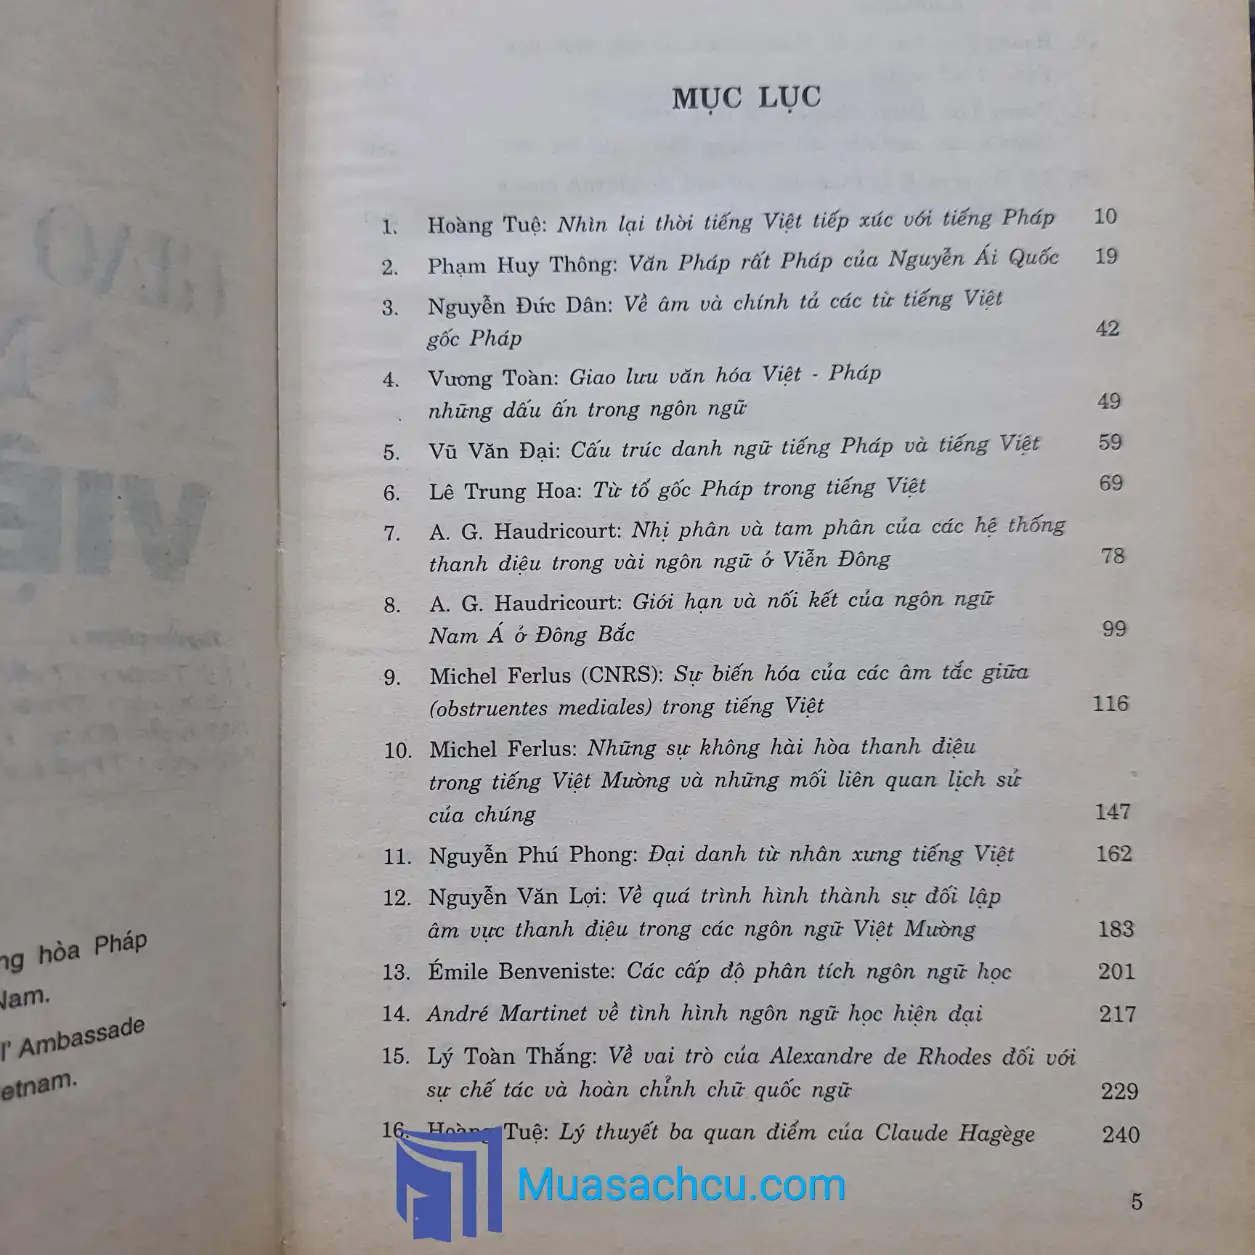 MỤC LỤC
1. Hoàng Tuệ: Nhìn lại thời tiếng Việt tiếp xúc với tiếng Pháp 10
2. Phạm Huy Thông: Văn Pháp rất Pháp của Nguyễn Ái Quốc 19
3. Nguyễn Đức Dân: Về âm và chính tả các từ tiếng Việt
gốc Pháp 42
4. Vương Toàn: Giao lưu văn hóa Việt - Pháp
những dấu ấn trong ngôn ngữ 49
5. Vũ Văn Đại: Cấu trúc danh ngữ tiếng Pháp và tiếng Việt 59
6. Lê Trung Hoa: Từ tổ gốc Pháp trong tiếng Việt 69
7. A. G. Haudricourt: Nhị phân và tam phân của các hệ thống
thanh điệu trong vài ngôn ngữ ở Viễn Đông 78
8. A. G. Haudricourt: Giới hạn và nối kết của ngôn ngữ
Nam Á ở Đông Bắc 99
9. Michel Ferlus (CNRS): Sự biến hóa của các âm tắc giữa
(obstruentes mediales) trong tiếng Việt 116
10. Michel Ferlus: Những sự không hài hòa thanh điệu
trong tiếng Việt Mường và những mối liên quan lịch sử
của chúng 147
11. Nguyễn Phú Phong: Đại danh từ nhân xưng tiếng Việt 162
12. Nguyễn Văn Lợi: Về quá trình hình thành sự đối lập
âm vực thanh điệu trong các ngôn ngữ Việt Mường 183
13. Émile Benveniste: Các cấp độ phân tích ngôn ngữ học 201
14. André Martinet về tình hình ngôn ngữ học hiện đại 217
15. Lý Toàn Thắng: Về vai trò của Alexandre de Rhodes đối với
sự chế tác và hoàn chỉnh chữ quốc ngữ 229
16. Hoàng Tuệ: Lý thuyết ba quan điểm của Claude Hagège 240
5
hòa Pháp
Nam.
l' Ambassade
Muasachcu.com